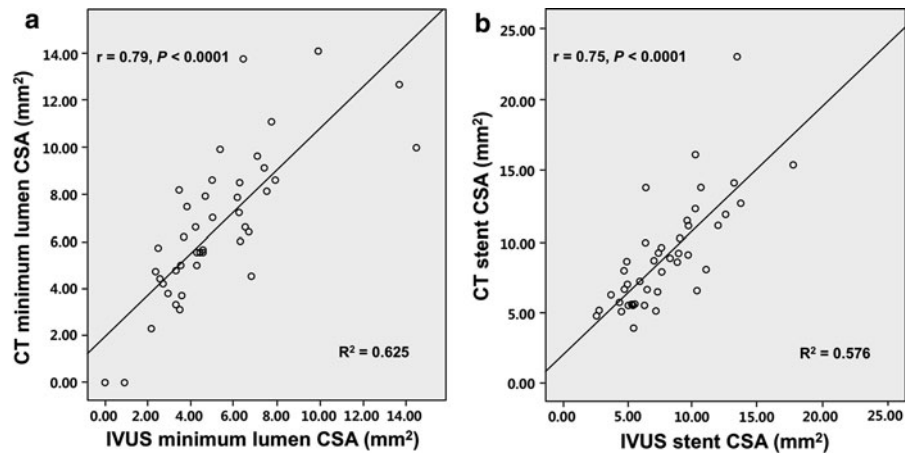 a
r = 0.79, P < 0.0001
R² = 0.625
CT minimum lumen CSA (mm²)
14.00
12.00
10.00
8.00
6.00
4.00
2.00
0.00
0.00 2.00 4.00 6.00 8.00 10.00 12.00 14.00
IVUS minimum lumen CSA (mm²)
b
r = 0.75, P < 0.0001
R² = 0.576
CT stent CSA (mm²)
25.00
20.00
15.00
10.00
5.00
0.00
0.00 5.00 10.00 15.00 20.00 25.00
IVUS stent CSA (mm²)